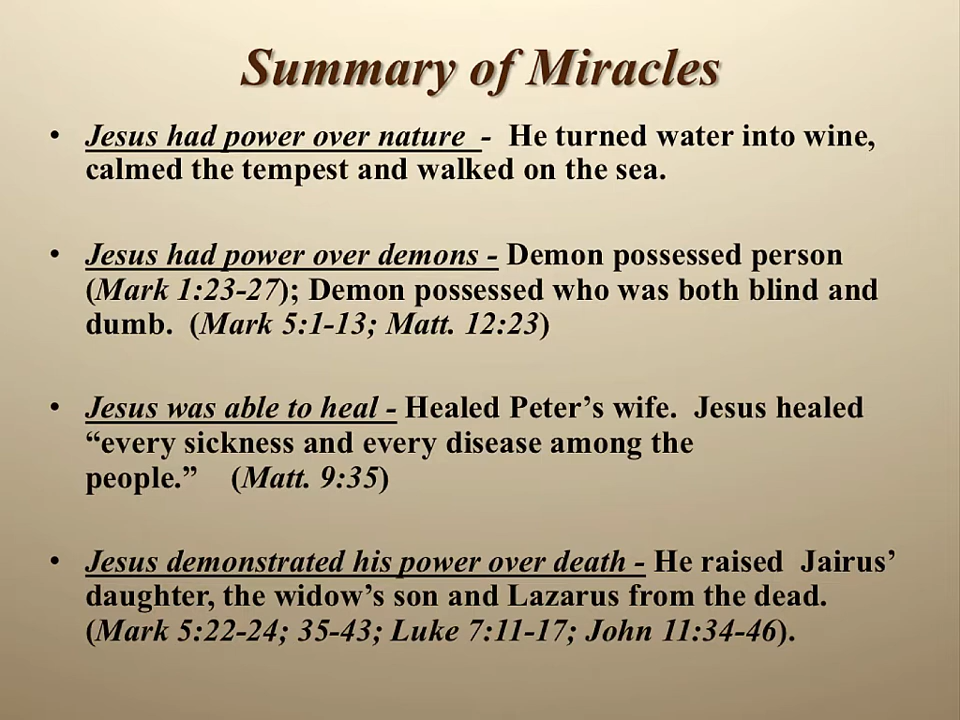 Summary of Miracles
• Jesus had power over nature - He turned water into wine,
calmed the tempest and walked on the sea.
• Jesus had power over demons - Demon possessed person
(Mark 1:23-27); Demon possessed who was both blind and
dumb. (Mark 5:1-13; Matt. 12:23)
• Jesus was able to heal - Healed Peter’s wife. Jesus healed
“every sickness and every disease among the
people.” (Matt. 9:35)
• Jesus demonstrated his power over death - He raised Jairus’
daughter, the widow’s son and Lazarus from the dead.
(Mark 5:22-24; 35-43; Luke 7:11-17; John 11:34-46).